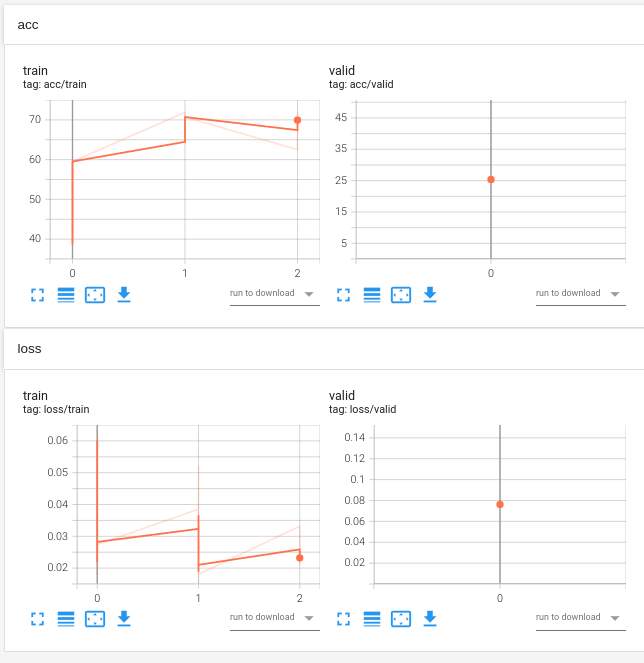 acc
train
tag: acc/train
valid
tag: acc/valid
70
60
50
40
0 1 2
45
35
25
15
5
0
run to download
run to download
loss
train
tag: loss/train
valid
tag: loss/valid
0.06
0.05
0.04
0.03
0.02
0 1 2
0.14
0.12
0.1
0.08
0.06
0.04
0.02
0
run to download
run to download